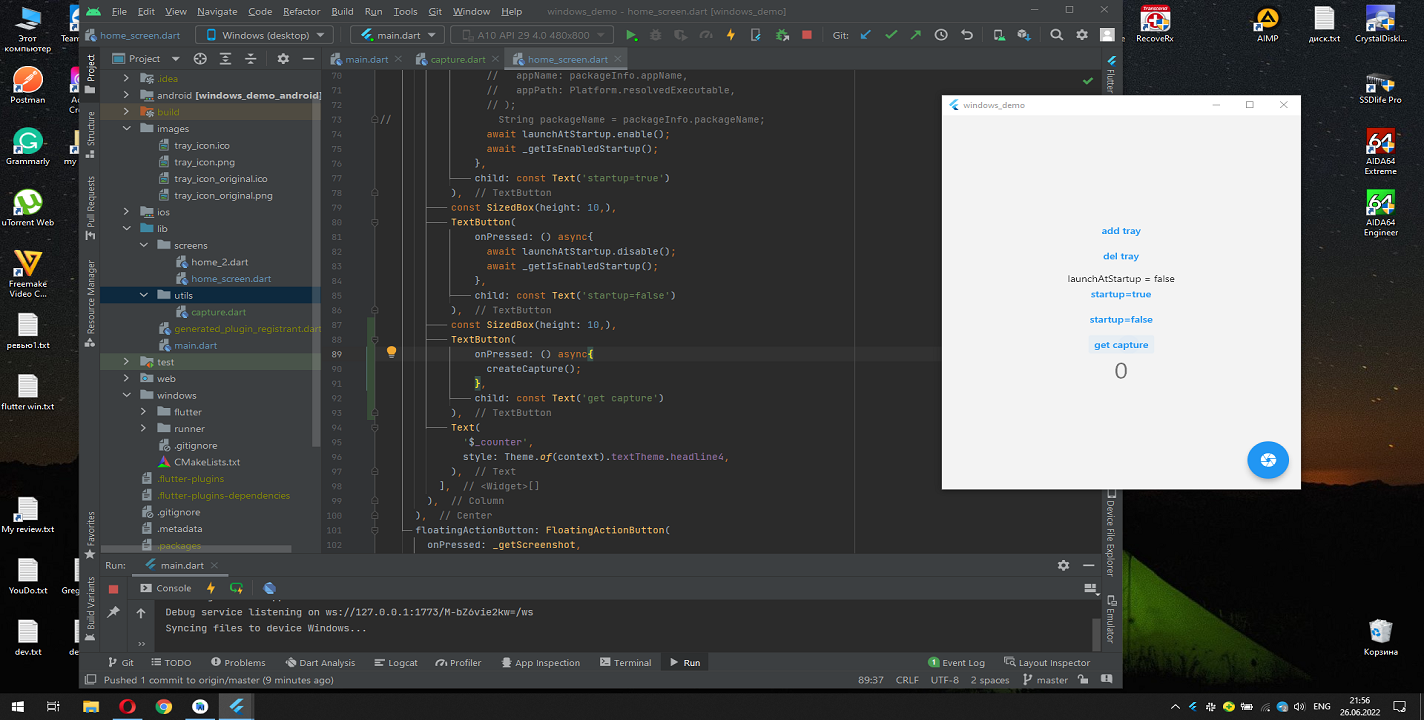 Этот
компьютер
Team
Postman
Ac
Cr
Grammarly
my
uTorrent Web
Freemake
Video C...
ревью1.txt
flutter win.txt
My review.txt
YouDo.txt
Greg
dev.txt
de
File Edit View Navigate Code Refactor Build Run Tools Git Window Help windows_demo – home_screen.dart [windows_demo]
home_screen.dart Windows (desktop) main.dart A10 API 29 4.0 480x800 Git:
Project main.dart capture.dart home_screen.dart
Project
Structure
Pull Requests
Resource Manager
Favorites
Build Variants
.idea
android [windows_demo_android]
build
images
tray_icon.ico
tray_icon.png
tray_icon_original.ico
tray_icon_original.png
ios
lib
screens
home_2.dart
home_screen.dart
utils
capture.dart
generated_plugin_registrant.dart
main.dart
test
web
windows
flutter
runner
.gitignore
CMakeLists.txt
.flutter-plugins
.flutter-plugins-dependencies
.gitignore
.metadata
.packages
70 // appName: packageInfo.appName,
71 // appPath: Platform.resolvedExecutable,
72 // );
73 // String packageName = packageInfo.packageName;
74 await launchAtStartup.enable();
75 await _getIsEnabledStartup();
76 },
77 child: const Text('startup=true')
78 ), // TextButton
79 const SizedBox(height: 10,),
80 TextButton(
81 onPressed: () async{
82 await launchAtStartup.disable();
83 await _getIsEnabledStartup();
84 },
85 child: const Text('startup=false')
86 ), // TextButton
87 const SizedBox(height: 10,),
88 TextButton(
89 onPressed: () async{
90 createCapture();
91 },
92 child: const Text('get capture')
93 ), // TextButton
94 Text(
95 '$_counter',
96 style: Theme.of(context).textTheme.headline4,
97 ), // Text
98 ], // <Widget>[]
99 ), // Column
100 ), // Center
101 floatingActionButton: FloatingActionButton(
102 onPressed: _getScreenshot,
Flutter
Device File Explorer
Emulator
windows_demo
add tray
del tray
launchAtStartup = false
startup=true
startup=false
get capture
0
Run: main.dart
Console
Debug service listening on ws://127.0.0.1:1773/M-bZ6vie2kw=/ws
Syncing files to device Windows...
Git TODO Problems Dart Analysis Logcat Profiler App Inspection Terminal Run 1 Event Log Layout Inspector
Pushed 1 commit to origin/master (9 minutes ago) 89:37 CRLF UTF-8 2 spaces master
RecoveRx
AIMP
диск.txt
CrystalDiskI...
SSDlife Pro
AIDA64
Extreme
AIDA64
Engineer
Корзина
ENG
21:56
26.06.2022